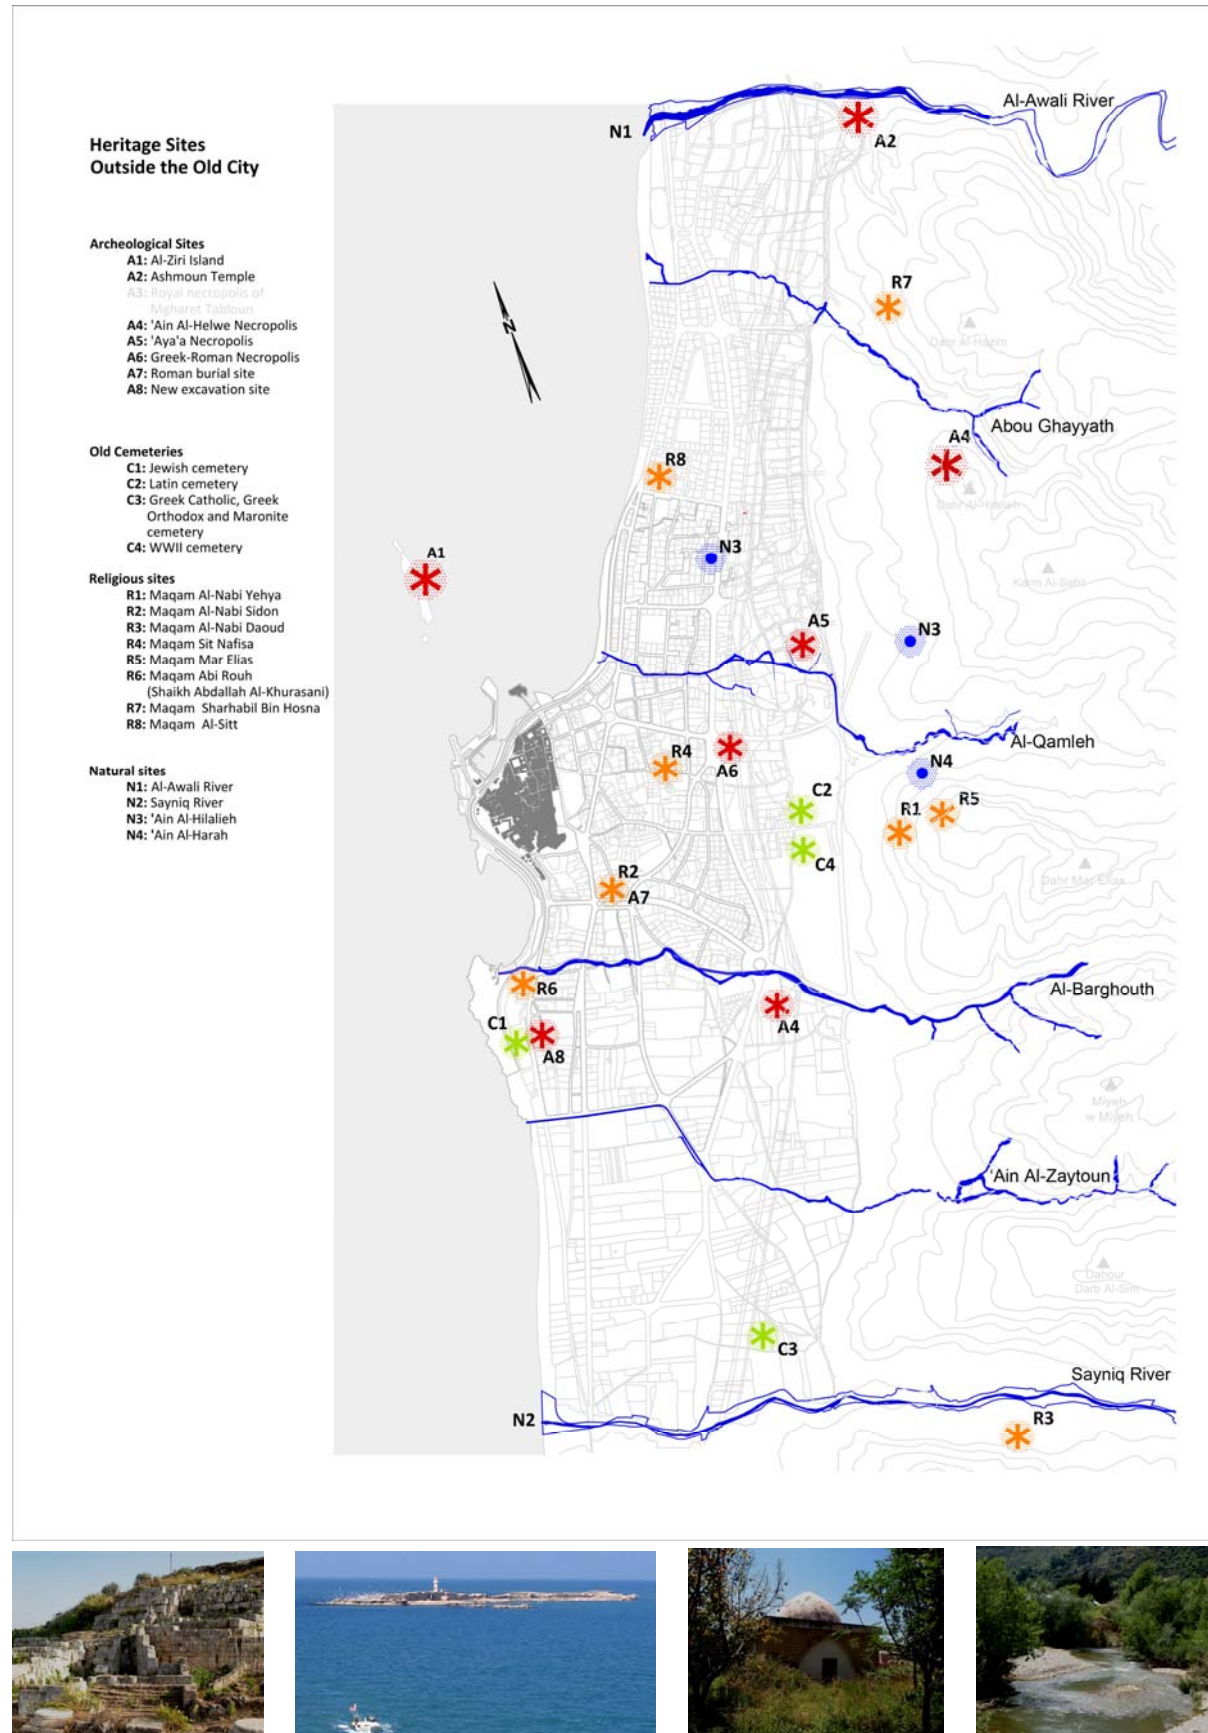 Heritage Sites
Outside the Old City
Archeological Sites
A1: Al-Ziri Island
A2: Ashmoun Temple
A3: Royal necropolis of
Mgharet Tabloun
A4: 'Ain Al-Helwe Necropolis
A5: 'Aya'a Necropolis
A6: Greek-Roman Necropolis
A7: Roman burial site
A8: New excavation site
Old Cemeteries
C1: Jewish cemetery
C2: Latin cemetery
C3: Greek Catholic, Greek
Orthodox and Maronite
cemetery
C4: WWII cemetery
Religious sites
R1: Maqam Al-Nabi Yehya
R2: Maqam Al-Nabi Sidon
R3: Maqam Al-Nabi Daoud
R4: Maqam Sit Nafisa
R5: Maqam Mar Elias
R6: Maqam Abi Rouh
(Shaikh Abdallah Al-Khurasani)
R7: Maqam Sharhabil Bin Hosna
R8: Maqam Al-Sitt
Natural sites
N1: Al-Awali River
N2: Sayniq River
N3: 'Ain Al-Hilalieh
N4: 'Ain Al-Harah
Al-Awali River
N1
A2
N
R7
Dahr Al-Hazim
Abou Ghayyath
A4
R8
Dahr Al-Hilalieh
N3
A1
Karm Al-Sabil
A5
N3
Al-Qamleh
R4
A6
N4
C2
R5
R1
C4
R2
A7
Dahr Mar Elias
Al-Barghouth
R6
A4
C1
A8
Miyeh
w Miyeh
'Ain Al-Zaytoun
Dahour
Darb Al-Sim
C3
Sayniq River
N2
R3